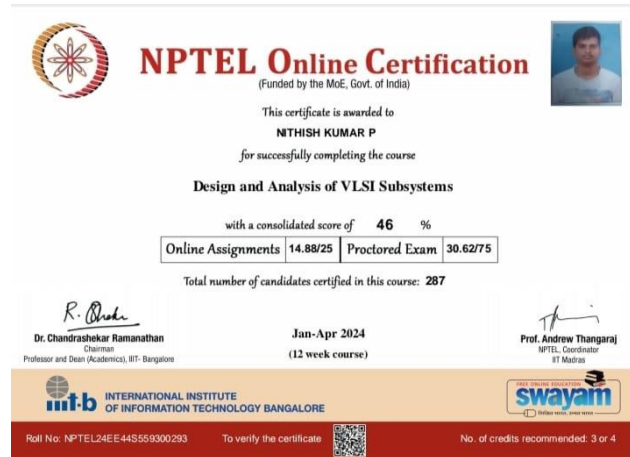 NPTEL Online Certification
(Funded by the MoE, Govt. of India)
This certificate is awarded to
NITHISH KUMAR P
for successfully completing the course
Design and Analysis of VLSI Subsystems
with a consolidated score of 46 %
Online Assignments 14.88/25 Proctored Exam 30.62/75
Total number of candidates certified in this course: 287
Dr. Chandrashekar Ramanathan
Chairman
Professor and Dean (Academics), IIIT- Bangalore
Jan-Apr 2024
(12 week course)
Prof. Andrew Thangaraj
NPTEL, Coordinator
IIT Madras
iiit-b
INTERNATIONAL INSTITUTE
OF INFORMATION TECHNOLOGY BANGALORE
FREE ONLINE EDUCATION
swayam
Roll No: NPTEL24EE44S559300293
To verify the certificate
No. of credits recommended: 3 or 4